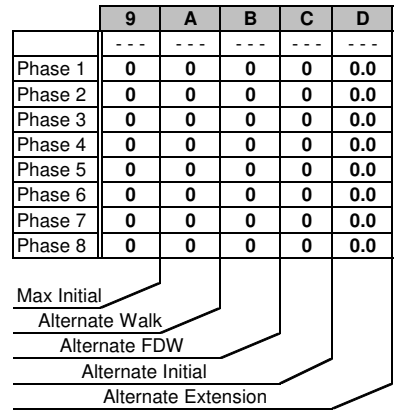 9 A B C D
- - - - - - - - - - - - - - -
Phase 1 0 0 0 0 0.0
Phase 2 0 0 0 0 0.0
Phase 3 0 0 0 0 0.0
Phase 4 0 0 0 0 0.0
Phase 5 0 0 0 0 0.0
Phase 6 0 0 0 0 0.0
Phase 7 0 0 0 0 0.0
Phase 8 0 0 0 0 0.0
Max Initial
Alternate Walk
Alternate FDW
Alternate Initial
Alternate Extension